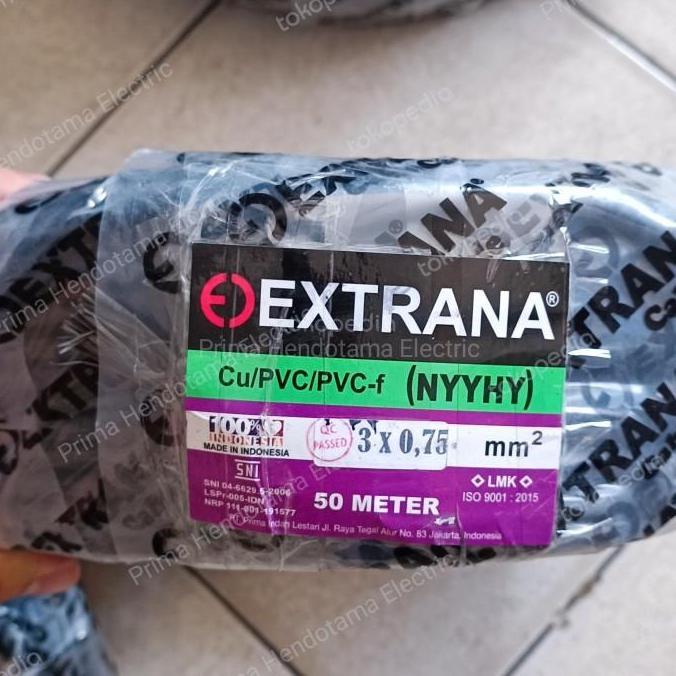 EXTRANA®
Cu/PVC/PVC-f (NYYHY)
100%
INDONESIA
MADE IN INDONESIA
QC
PASSED
3 X 0,75 mm²
SNI
SNI 04-6629.5-2006
LSPr-005-IDN
NRP 111-001-191577
50 METER
LMK
ISO 9001 : 2015
PT. Prima Indah Lestari Jl. Raya Tegal Alur No. 83 Jakarta, Indonesia
EXTRANA
Prima Hendotama Electric
tokopedia